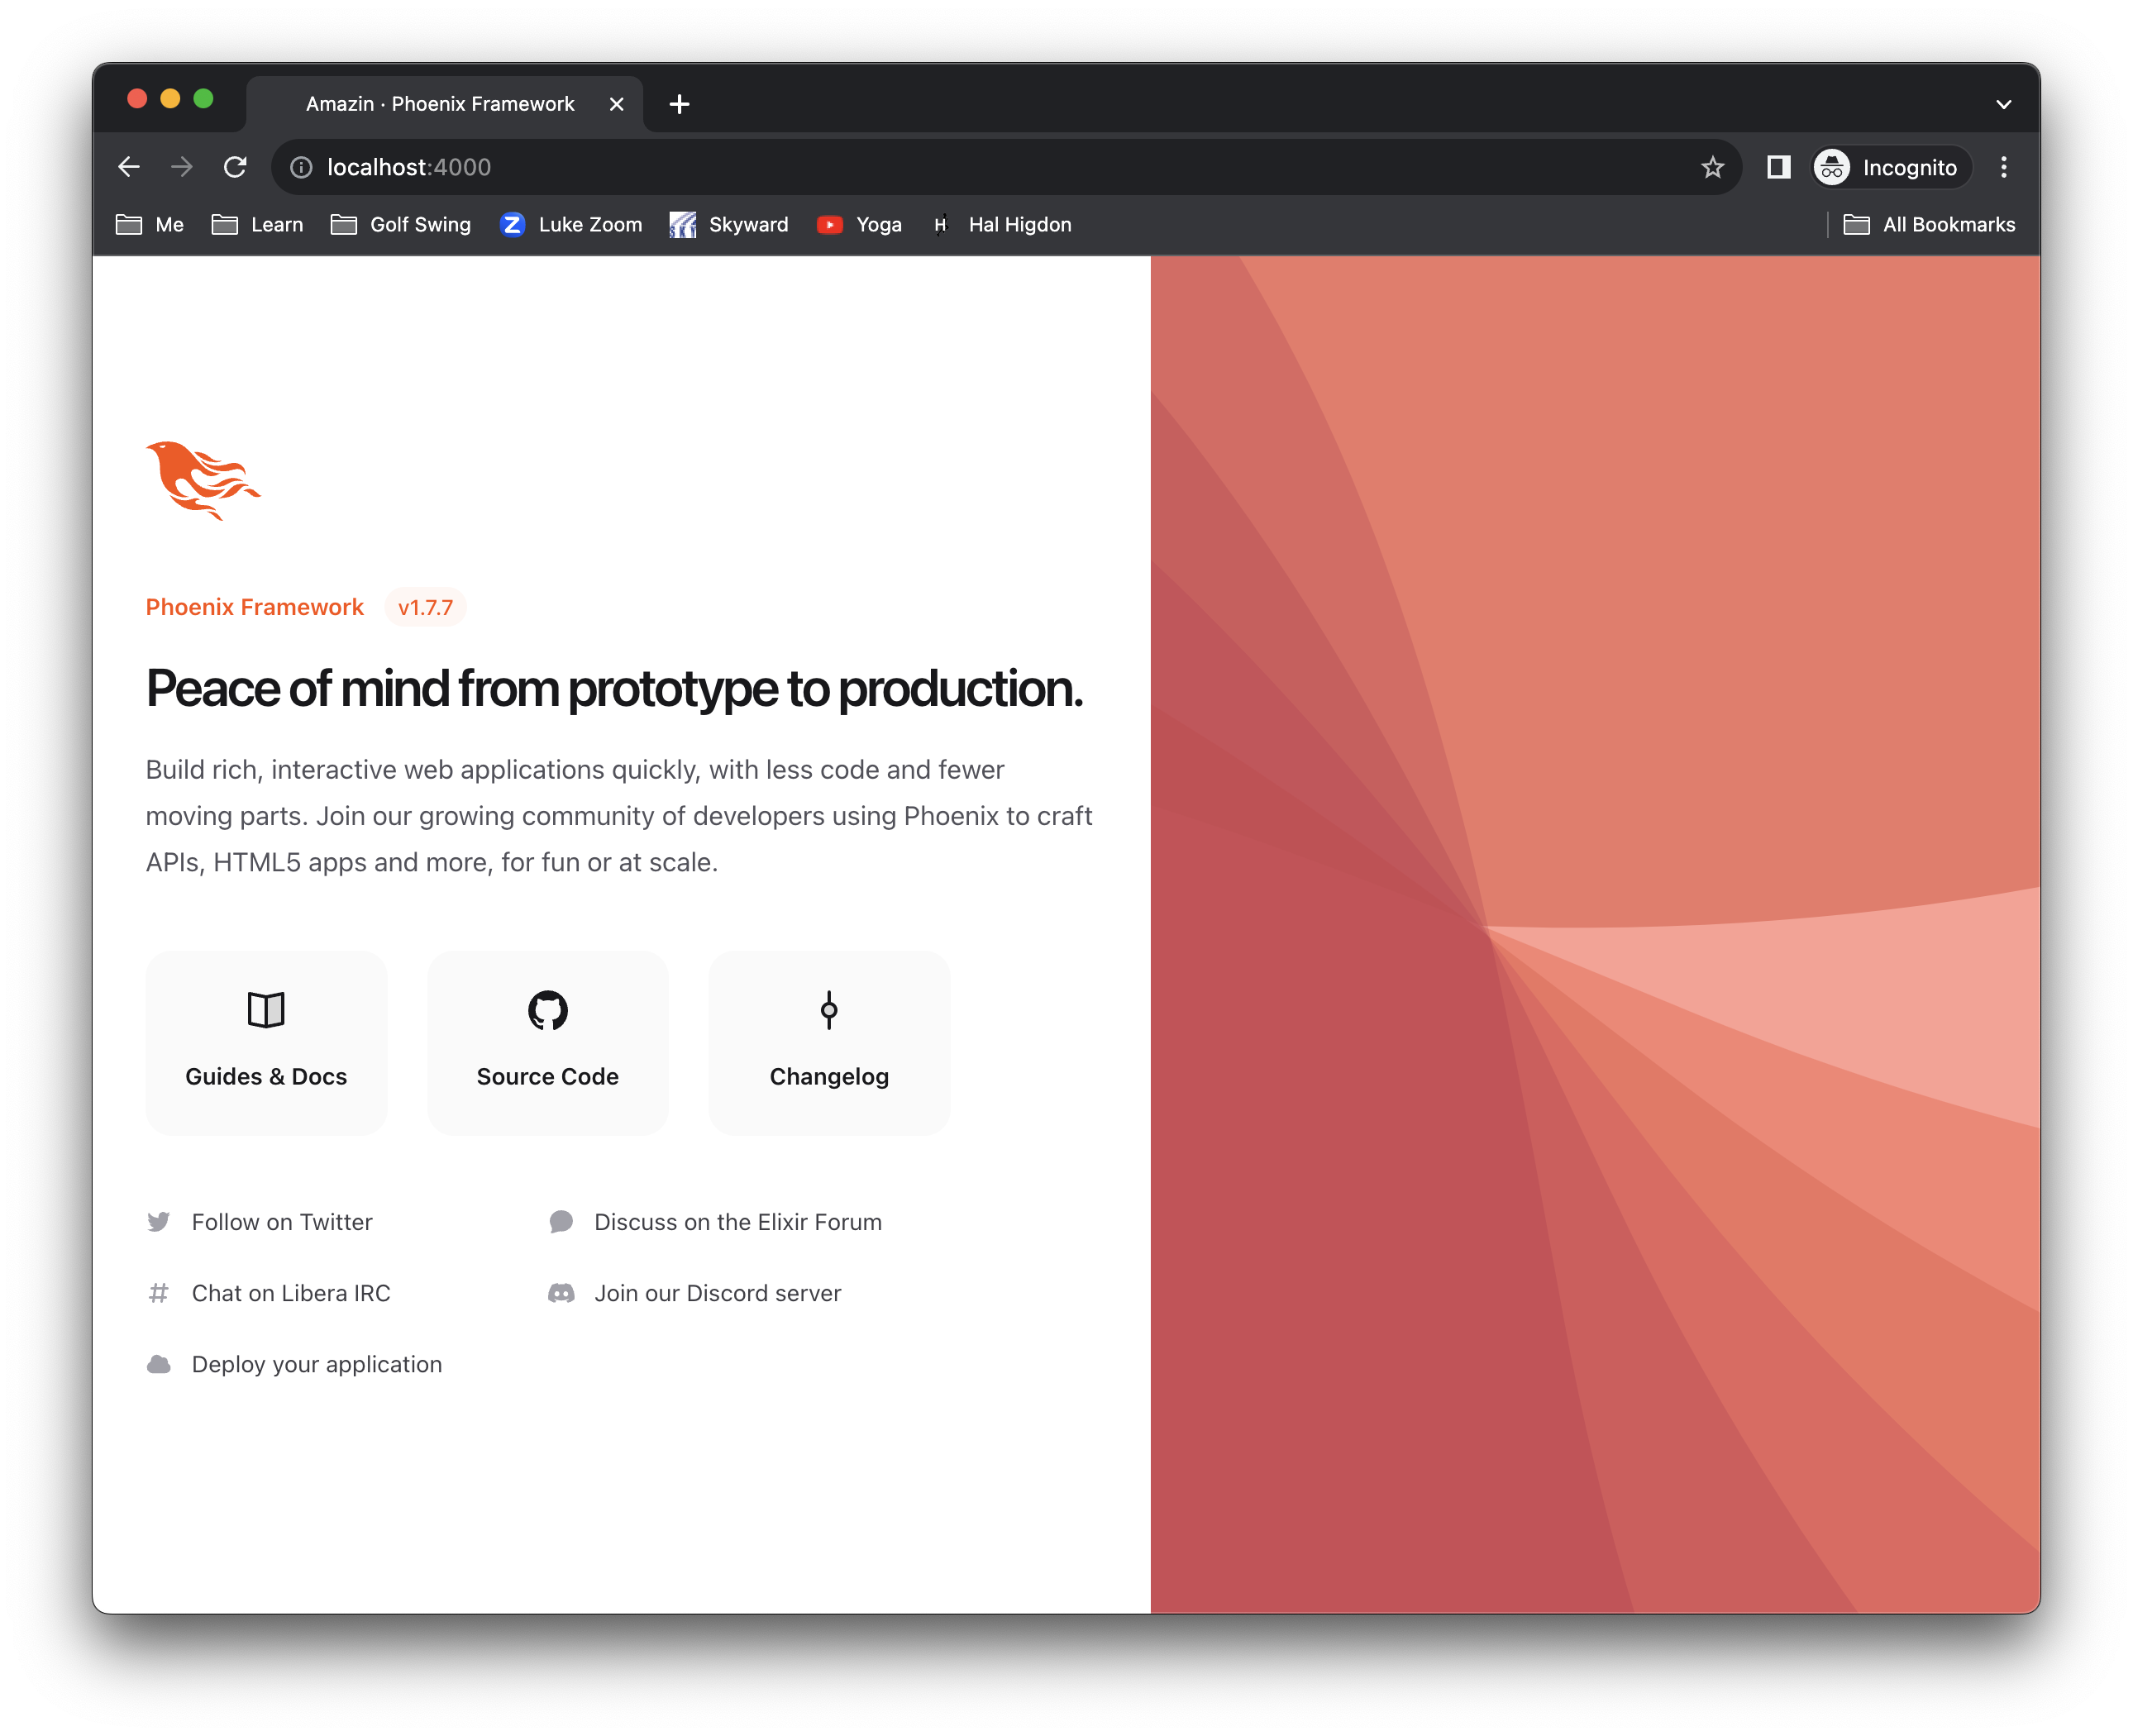 Amazin · Phoenix Framework
localhost:4000
Incognito
Me
Learn
Golf Swing
Z
Luke Zoom
SKY
Skyward
Yoga
H
Hal Higdon
All Bookmarks
Phoenix Framework
v1.7.7
Peace of mind from prototype to production.
Build rich, interactive web applications quickly, with less code and fewer
moving parts. Join our growing community of developers using Phoenix to craft
APIs, HTML5 apps and more, for fun or at scale.
Guides & Docs
Source Code
Changelog
Follow on Twitter
Discuss on the Elixir Forum
Chat on Libera IRC
Join our Discord server
Deploy your application